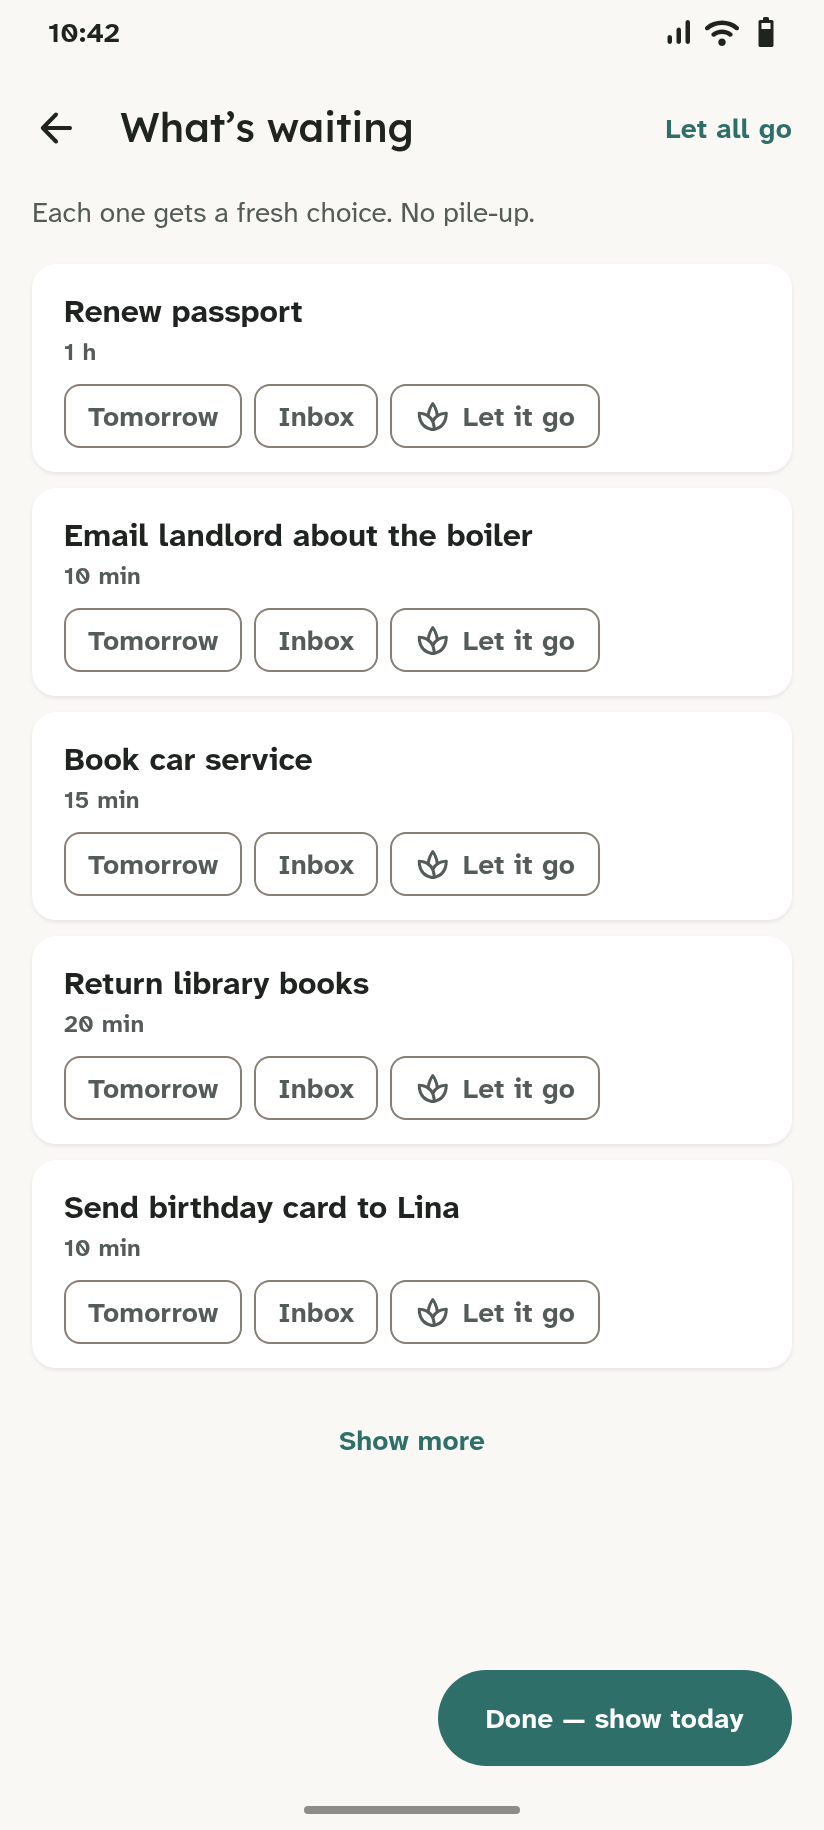 10:42
What’s waiting
Let all go
Each one gets a fresh choice. No pile-up.
Renew passport
1 h
Tomorrow Inbox Let it go
Email landlord about the boiler
10 min
Tomorrow Inbox Let it go
Book car service
15 min
Tomorrow Inbox Let it go
Return library books
20 min
Tomorrow Inbox Let it go
Send birthday card to Lina
10 min
Tomorrow Inbox Let it go
Show more
Done — show today